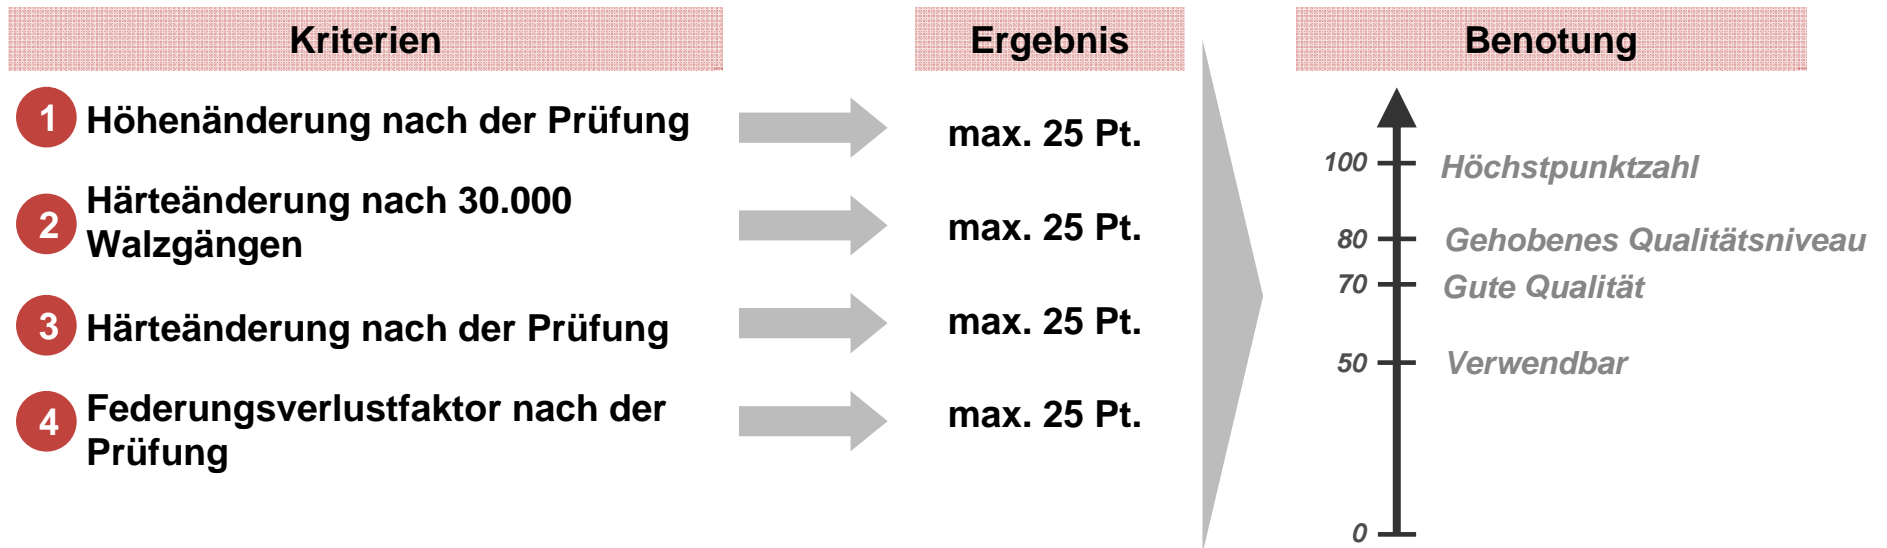 Kriterien
Ergebnis
Benotung
1 Höhenänderung nach der Prüfung
max. 25 Pt.
2 Härteänderung nach 30.000
Walzgängen
max. 25 Pt.
3 Härteänderung nach der Prüfung
max. 25 Pt.
4 Federungsverlustfaktor nach der
Prüfung
max. 25 Pt.
100 Höchstpunktzahl
80 Gehobenes Qualitätsniveau
70 Gute Qualität
50 Verwendbar
0